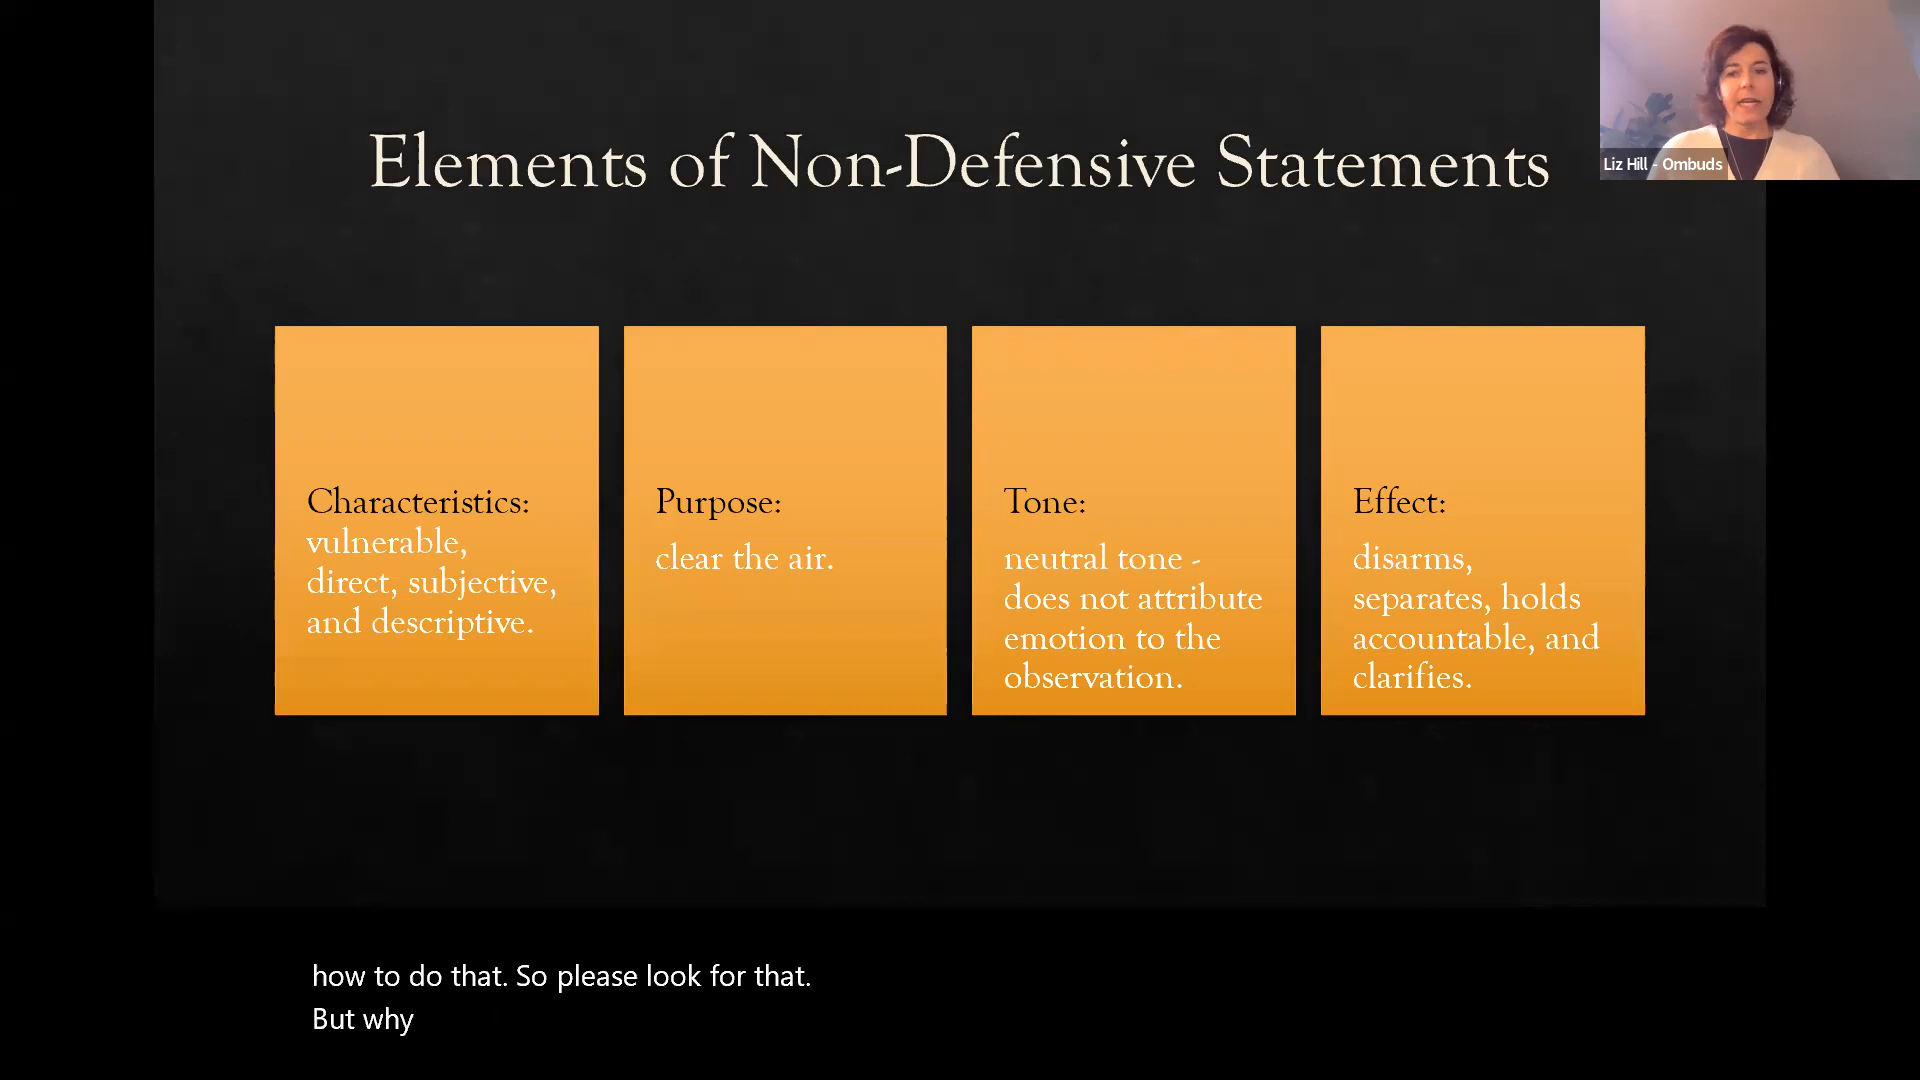 Elements of Non-Defensive Statements
Liz Hill - Ombuds
Characteristics:
vulnerable,
direct, subjective,
and descriptive.
Purpose:
clear the air.
Tone:
neutral tone -
does not attribute
emotion to the
observation.
Effect:
disarms,
separates, holds
accountable, and
clarifies.
how to do that. So please look for that.
But why